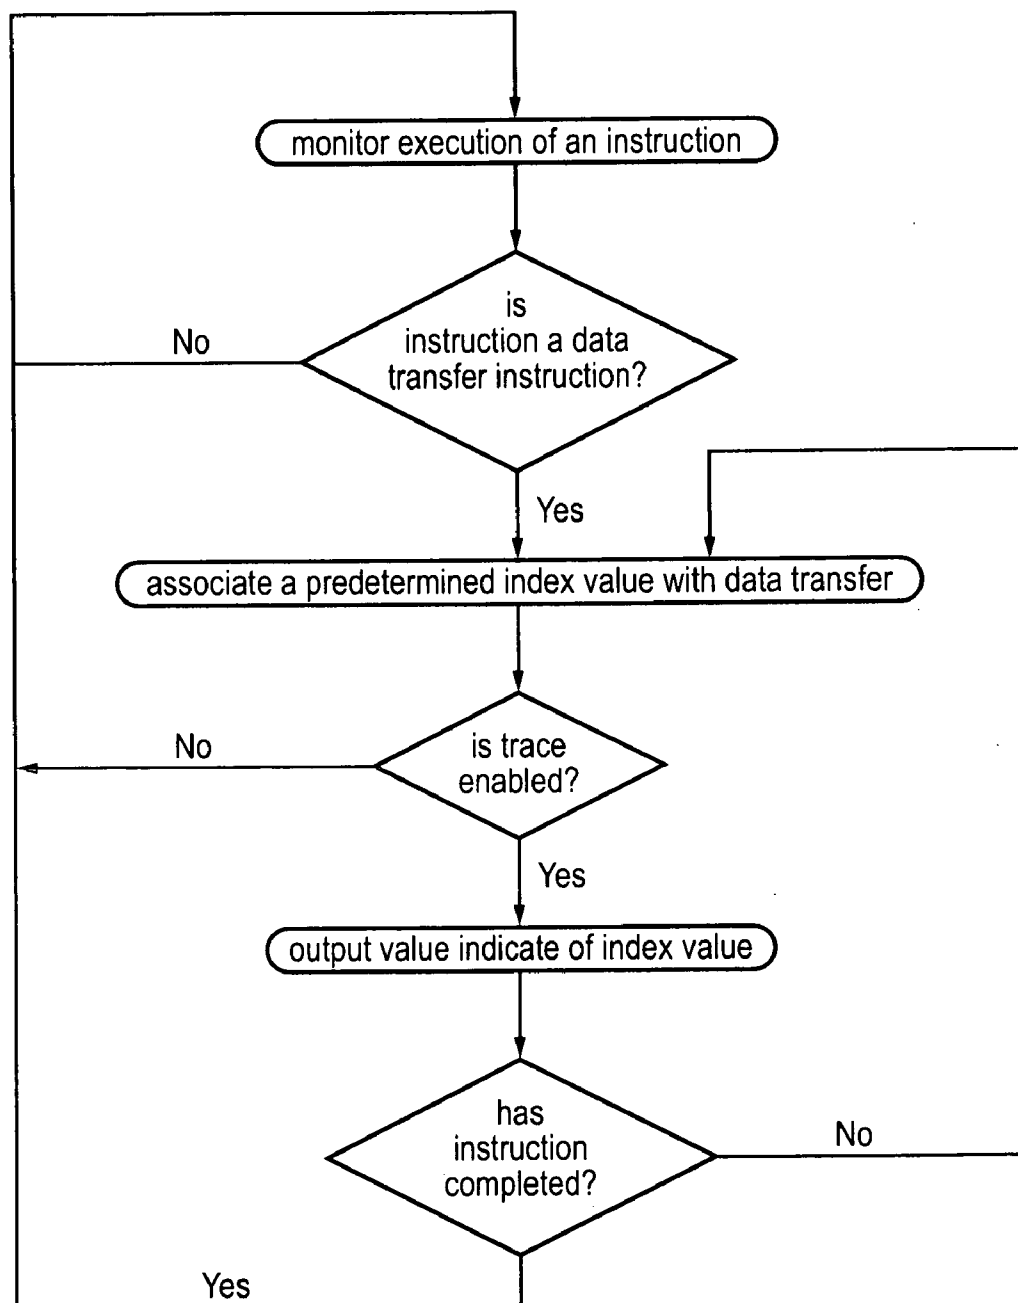 monitor execution of an instruction
is
instruction a data
transfer instruction?
No
Yes
associate a predetermined index value with data transfer
is trace
enabled?
No
Yes
output value indicate of index value
has
instruction
completed?
No
Yes